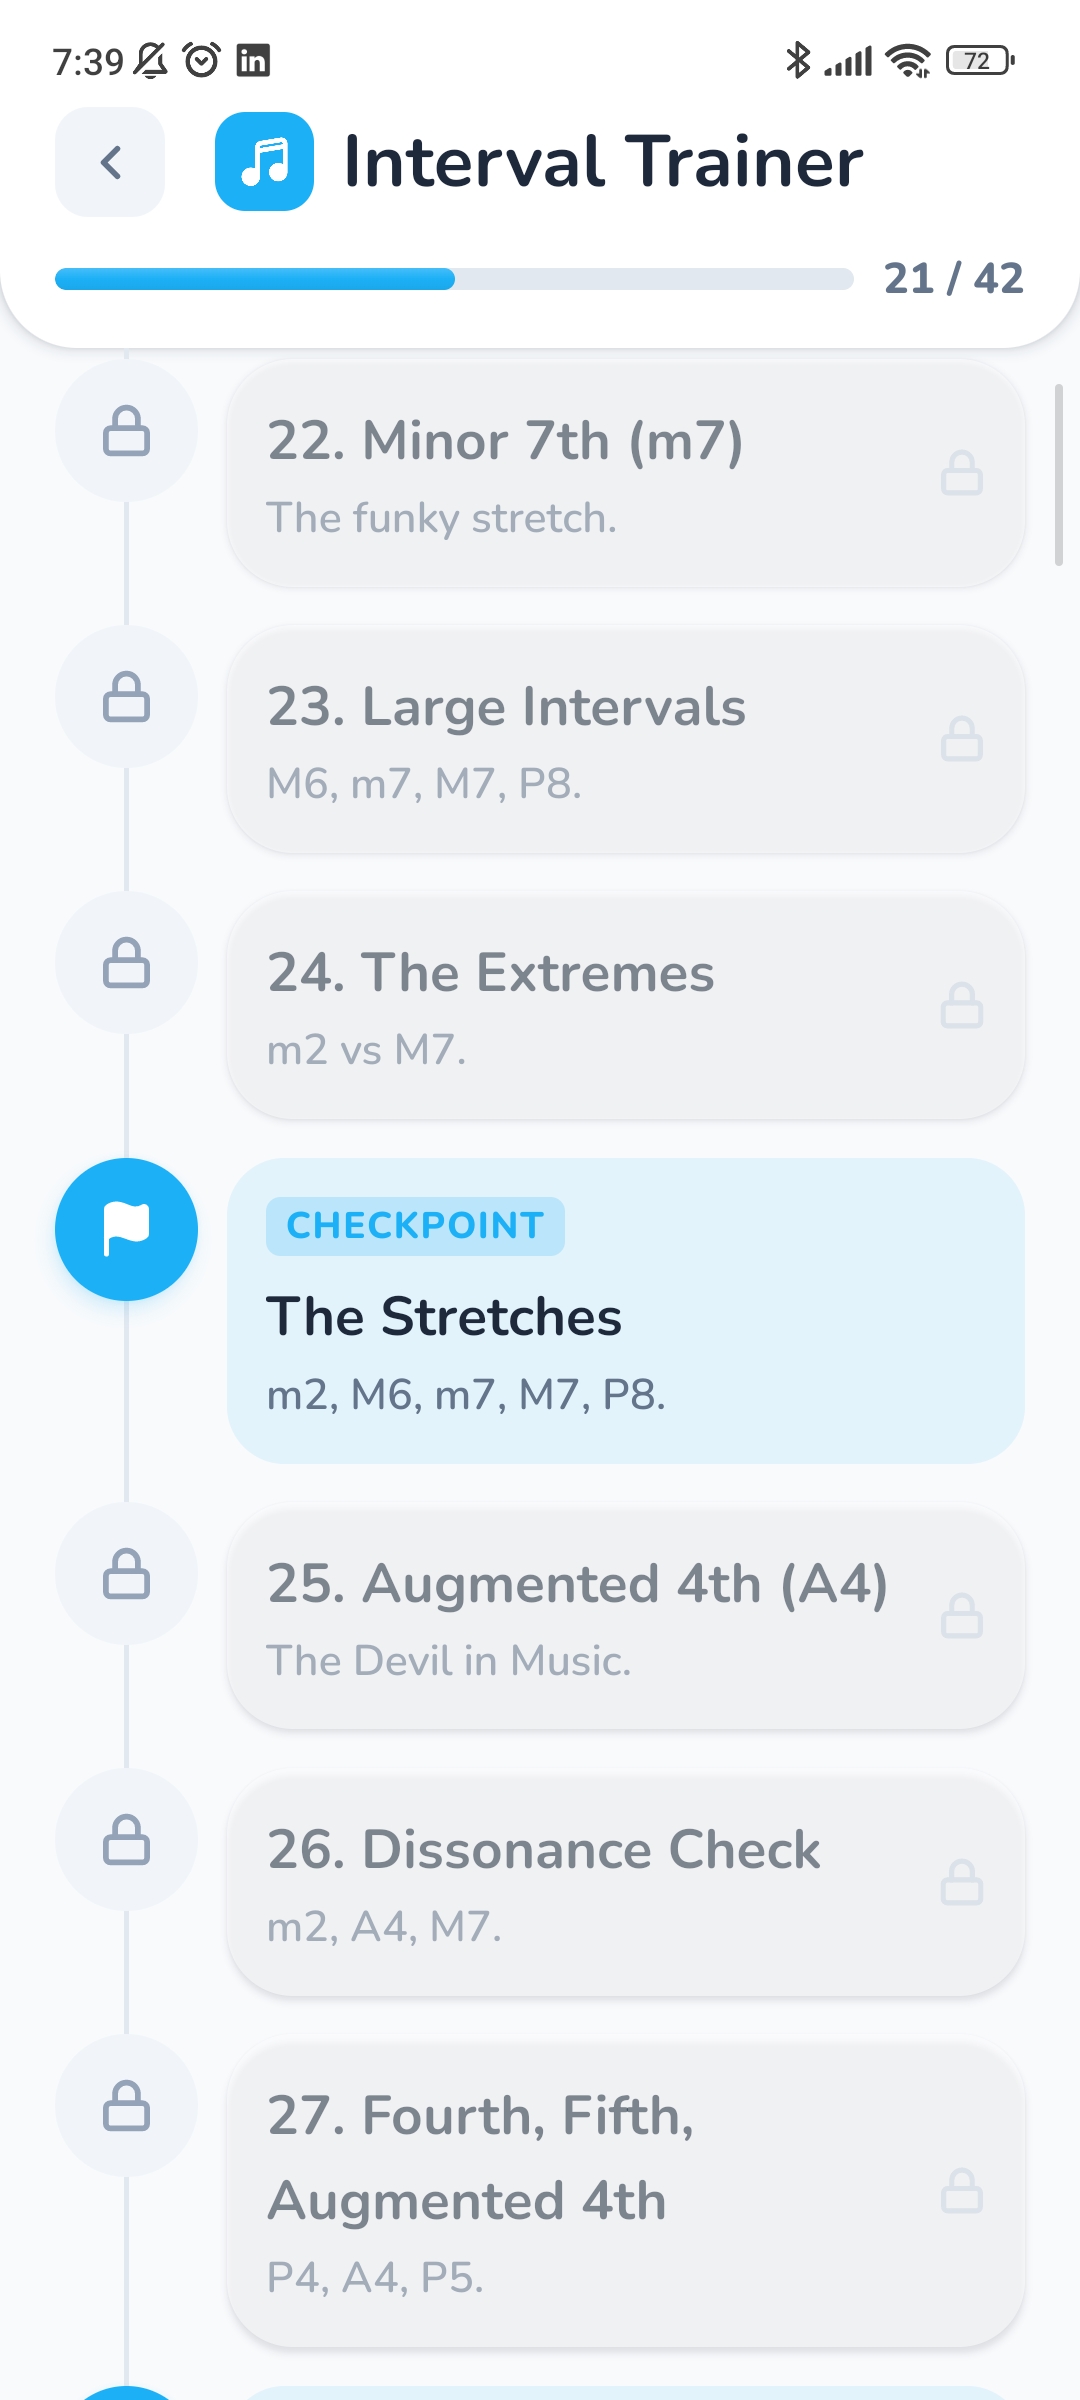 7:39
72
Interval Trainer
21 / 42
22. Minor 7th (m7)
The funky stretch.
23. Large Intervals
M6, m7, M7, P8.
24. The Extremes
m2 vs M7.
CHECKPOINT
The Stretches
m2, M6, m7, M7, P8.
25. Augmented 4th (A4)
The Devil in Music.
26. Dissonance Check
m2, A4, M7.
27. Fourth, Fifth,
Augmented 4th
P4, A4, P5.